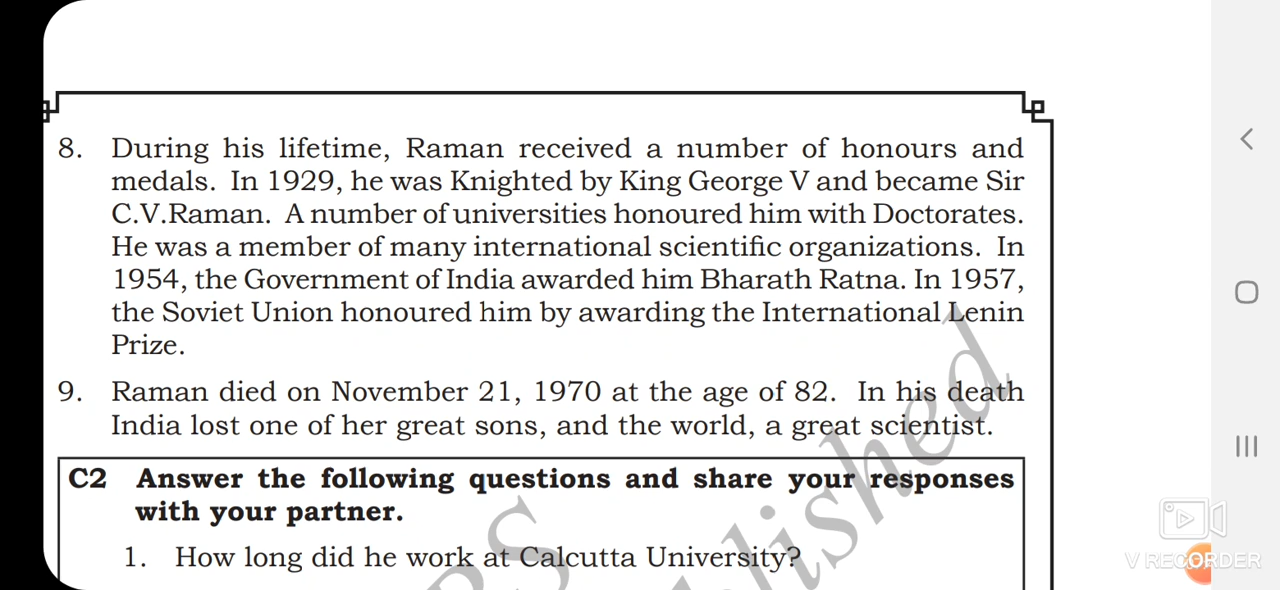 8. During his lifetime, Raman received a number of honours and
medals. In 1929, he was Knighted by King George V and became Sir
C.V.Raman. A number of universities honoured him with Doctorates.
He was a member of many international scientific organizations. In
1954, the Government of India awarded him Bharath Ratna. In 1957,
the Soviet Union honoured him by awarding the International Lenin
Prize.
9. Raman died on November 21, 1970 at the age of 82. In his death
India lost one of her great sons, and the world, a great scientist.
C2 Answer the following questions and share your responses
with your partner.
1. How long did he work at Calcutta University?
V RECORDER